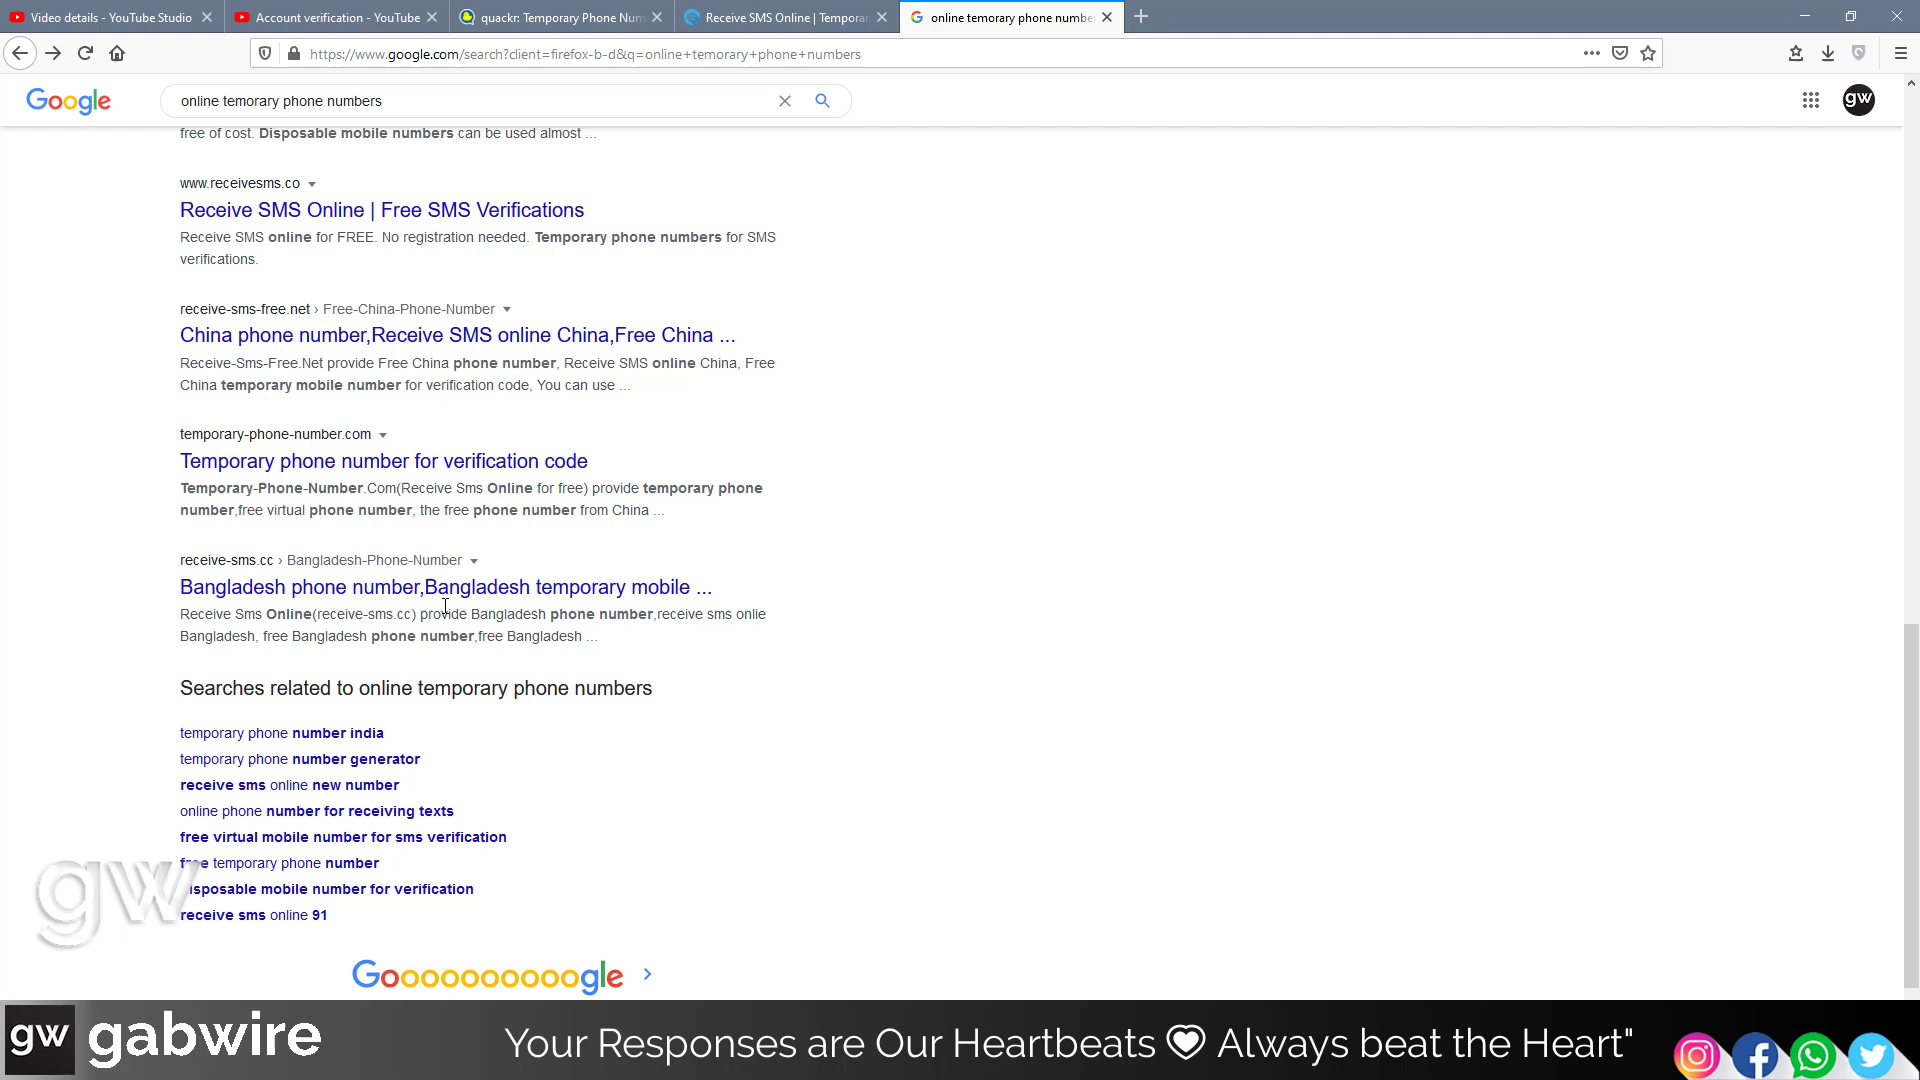 Video details - YouTube Studio
Account verification - YouTube
quackr: Temporary Phone Num
Receive SMS Online | Temporar
online temorary phone numbe
https://www.google.com/search?client=firefox-b-d&q=online+temorary+phone+numbers
Google
online temorary phone numbers
gw
free of cost. Disposable mobile numbers can be used almost ...
www.receivesms.co
Receive SMS Online | Free SMS Verifications
Receive SMS online for FREE. No registration needed. Temporary phone numbers for SMS
verifications.
receive-sms-free.net › Free-China-Phone-Number
China phone number,Receive SMS online China,Free China ...
Receive-Sms-Free.Net provide Free China phone number, Receive SMS online China, Free
China temporary mobile number for verification code, You can use ...
temporary-phone-number.com
Temporary phone number for verification code
Temporary-Phone-Number.Com(Receive Sms Online for free) provide temporary phone
number,free virtual phone number, the free phone number from China ...
receive-sms.cc › Bangladesh-Phone-Number
Bangladesh phone number,Bangladesh temporary mobile ...
Receive Sms Online(receive-sms.cc) provide Bangladesh phone number,receive sms onlie
Bangladesh, free Bangladesh phone number,free Bangladesh ...
Searches related to online temporary phone numbers
temporary phone number india
temporary phone number generator
receive sms online new number
online phone number for receiving texts
free virtual mobile number for sms verification
free temporary phone number
disposable mobile number for verification
receive sms online 91
gw
Goooooooooogle
gw gabwire
Your Responses are Our Heartbeats Always beat the Heart"